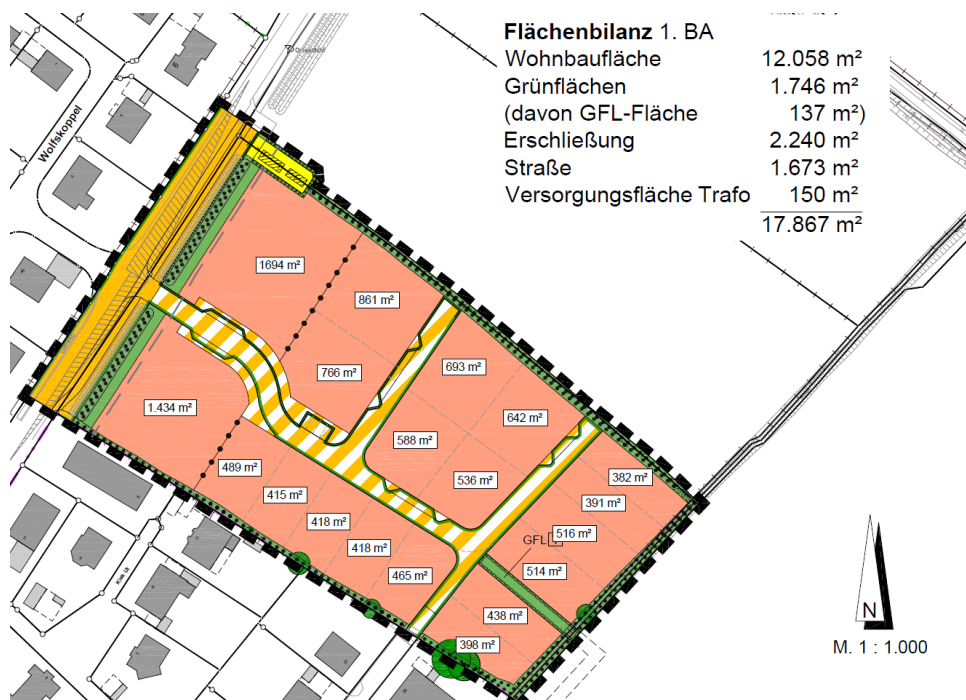 Flächenbilanz 1. BA
Wohnbaufläche 12.058 m²
Grünflächen 1.746 m²
(davon GFL-Fläche 137 m²)
Erschließung 2.240 m²
Straße 1.673 m²
Versorgungsfläche Trafo 150 m²
17.867 m²
Wolfskoppel
1694 m²
861 m²
766 m²
693 m²
642 m²
1.434 m²
588 m²
489 m²
536 m²
382 m²
415 m²
391 m²
418 m²
516 m²
GFL
418 m²
514 m²
465 m²
438 m²
398 m²
N
M. 1 : 1.000